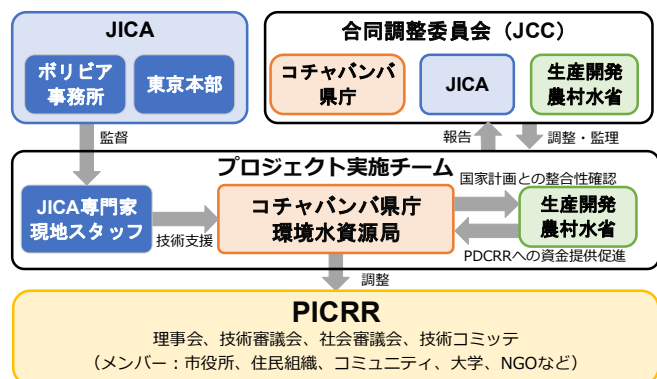 JICA
ボリビア
事務所
東京本部
合同調整委員会（JCC）
コチャバンバ
県庁
JICA
生産開発
農村水省
監督
報告
調整・監理
プロジェクト実施チーム
JICA専門家
現地スタッフ
技術支援
コチャバンバ県庁
環境水資源局
国家計画との整合性確認
生産開発
農村水省
PDCRRへの資金提供促進
調整
PICRR
理事会、技術審議会、社会審議会、技術コミッテ
（メンバー：市役所、住民組織、コミュニティ、大学、NGOなど）